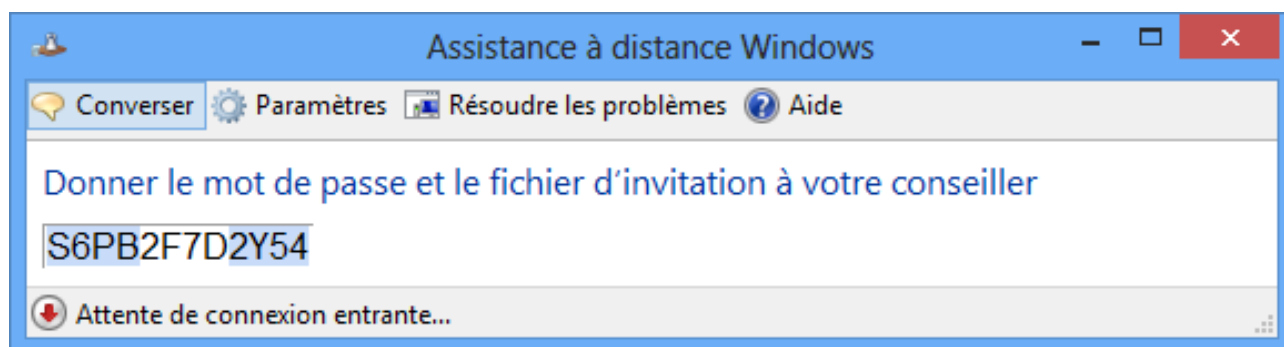 Assistance à distance Windows
Converser Paramètres Résoudre les problèmes Aide
Donner le mot de passe et le fichier d’invitation à votre conseiller
S6PB2F7D2Y54
Attente de connexion entrante...